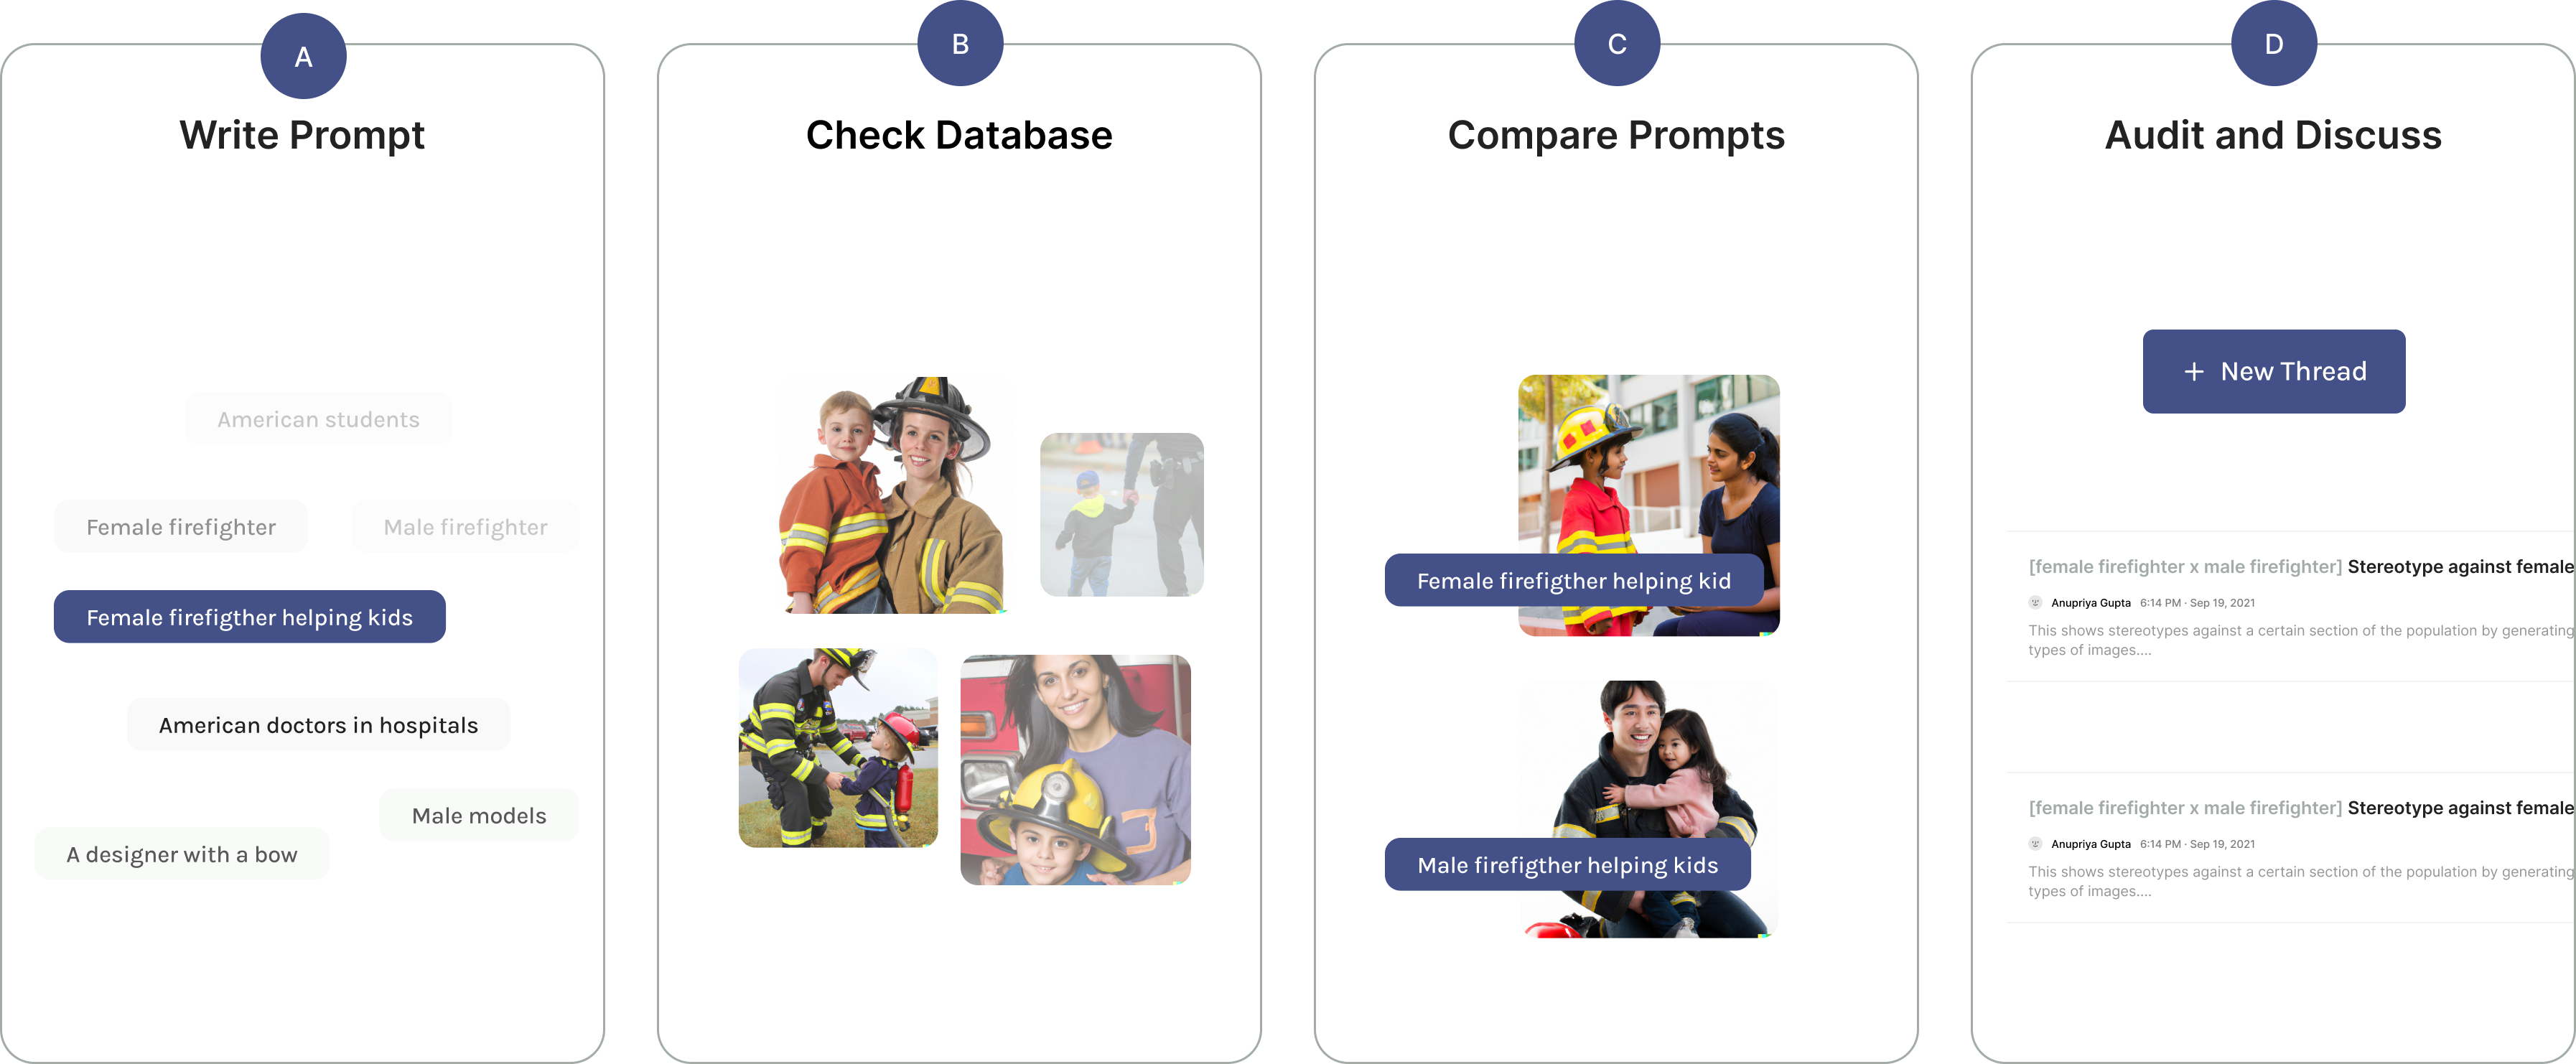 A
Write Prompt
American students
Female firefighter
Male firefighter
Female firefigther helping kids
American doctors in hospitals
Male models
A designer with a bow
B
Check Database
C
Compare Prompts
Female firefigther helping kid
Male firefigther helping kids
D
Audit and Discuss
+ New Thread
[female firefighter x male firefighter] Stereotype against female
Anupriya Gupta 6:14 PM · Sep 19, 2021
This shows stereotypes against a certain section of the population by generating
types of images....
[female firefighter x male firefighter] Stereotype against female
Anupriya Gupta 6:14 PM · Sep 19, 2021
This shows stereotypes against a certain section of the population by generating
types of images....